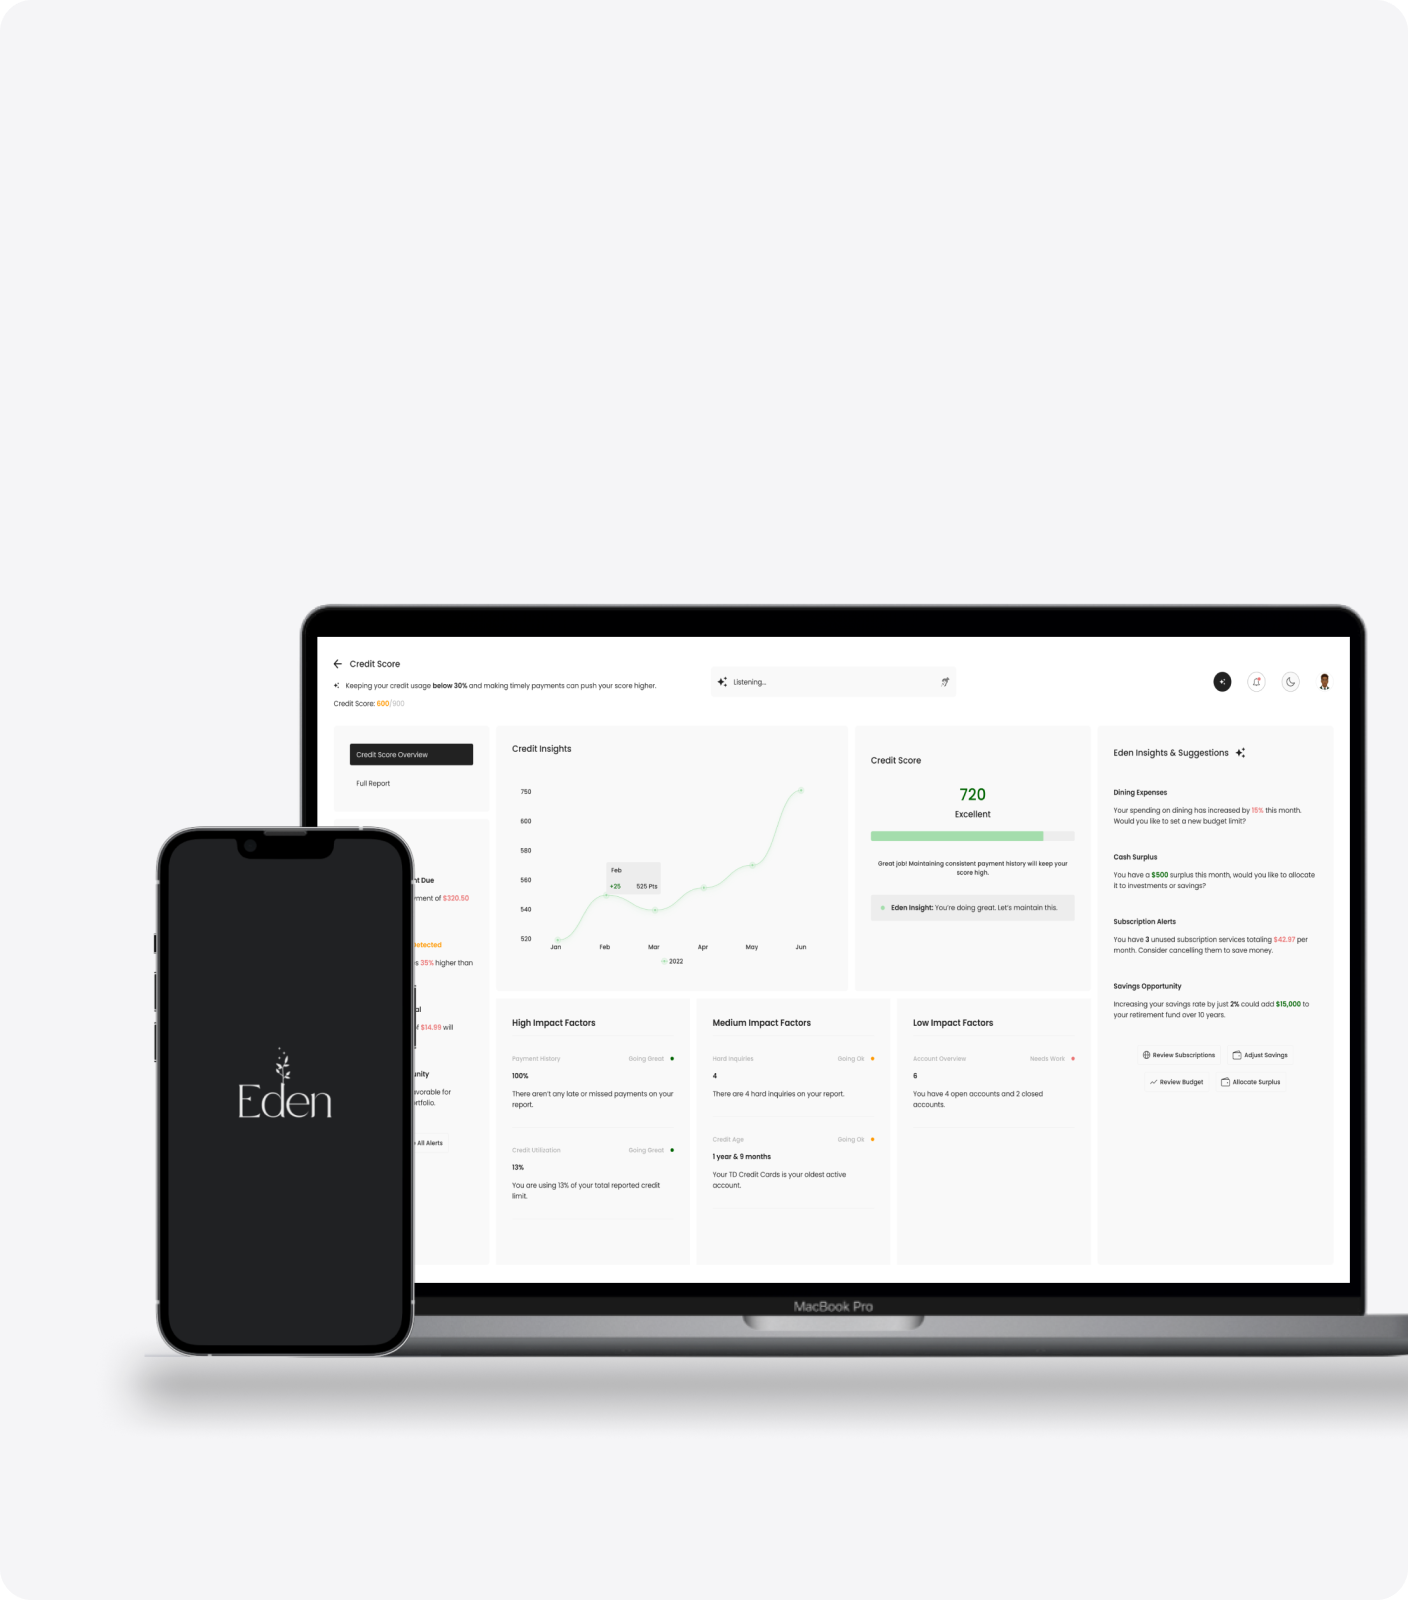 Credit Score
Keeping your credit usage below 30% and making timely payments can push your score higher.
Credit Score: 600/900
Listening...
Credit Score Overview
Full Report
nt Due
ment of $320.50
etected
s 35% higher than
al
of $14.99 will
unity
avorable for
rtfolio.
All Alerts
Credit Insights
750
600
580
560
540
520
Feb
+25 525 Pts
Jan Feb Mar Apr May Jun
2022
Credit Score
720
Excellent
Great job! Maintaining consistent payment history will keep your
score high.
Eden Insight: You're doing great. Let's maintain this.
High Impact Factors
Payment History Going Great
100%
There aren't any late or missed payments on your
report.
Credit Utilization Going Great
13%
You are using 13% of your total reported credit
limit.
Medium Impact Factors
Hard Inquiries Going Ok
4
There are 4 hard inquiries on your report.
Credit Age Going Ok
1 year & 9 months
Your TD Credit Cards is your oldest active
account.
Low Impact Factors
Account Overview Needs Work
6
You have 4 open accounts and 2 closed
accounts.
Eden Insights & Suggestions
Dining Expenses
Your spending on dining has increased by 15% this month.
Would you like to set a new budget limit?
Cash Surplus
You have a $500 surplus this month, would you like to allocate
it to investments or savings?
Subscription Alerts
You have 3 unused subscription services totaling $42.97 per
month. Consider cancelling them to save money.
Savings Opportunity
Increasing your savings rate by just 2% could add $15,000 to
your retirement fund over 10 years.
Review Subscriptions Adjust Savings
Review Budget Allocate Surplus
Eden
MacBook Pro